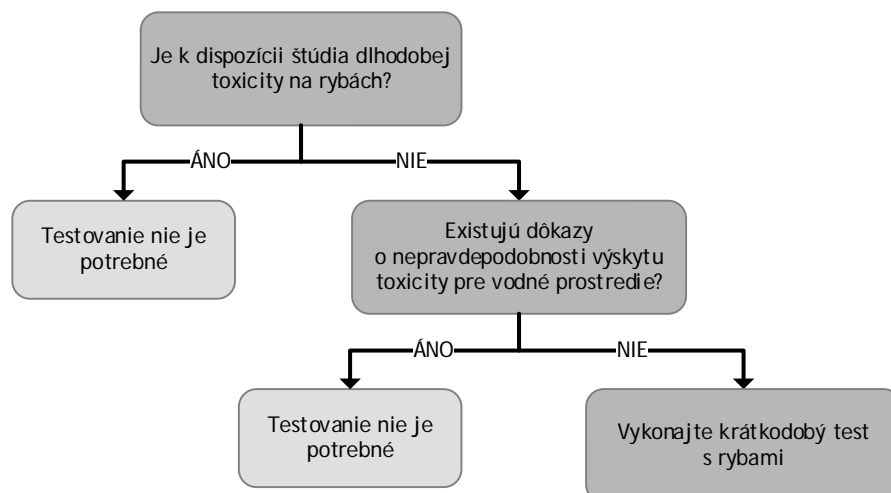 Je k dispozícii štúdia dlhodobej
toxicity na rybách?
ÁNO
NIE
Testovanie nie je
potrebné
Existujú dôkazy
o nepravdepodobnosti výskytu
toxicity pre vodné prostredie?
ÁNO
NIE
Testovanie nie je
potrebné
Vykonajte krátkodobý test
s rybami